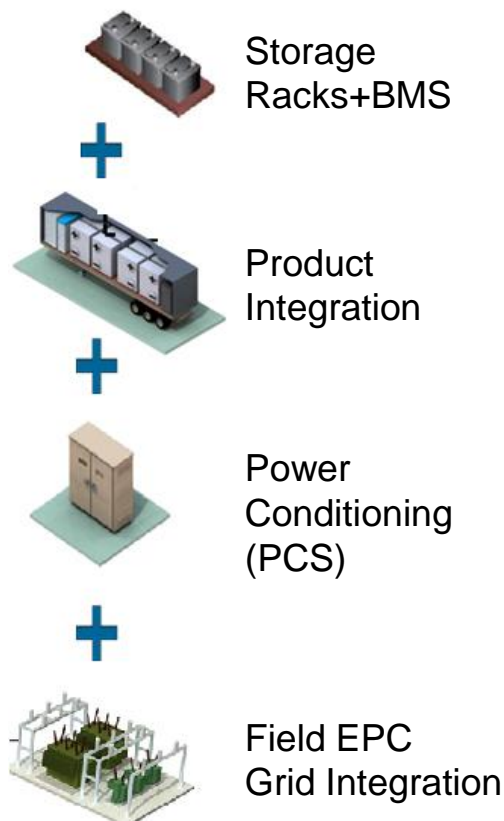 Storage
Racks+BMS
Product
Integration
Power
Conditioning
(PCS)
Field EPC
Grid Integration